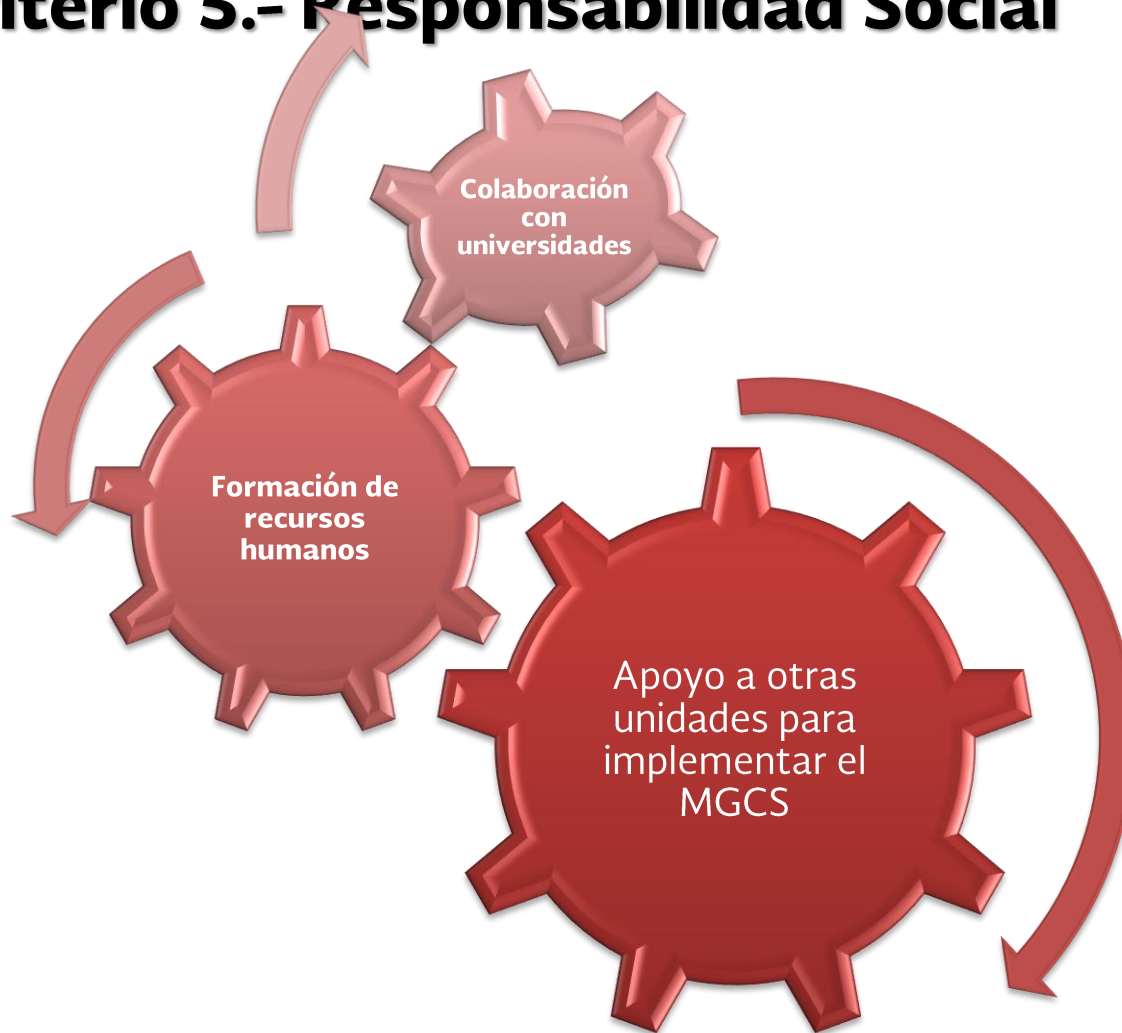 iterio 5.- Responsabilidad Social
Colaboración
con
universidades
Formación de
recursos
humanos
Apoyo a otras
unidades para
implementar el
MGCS